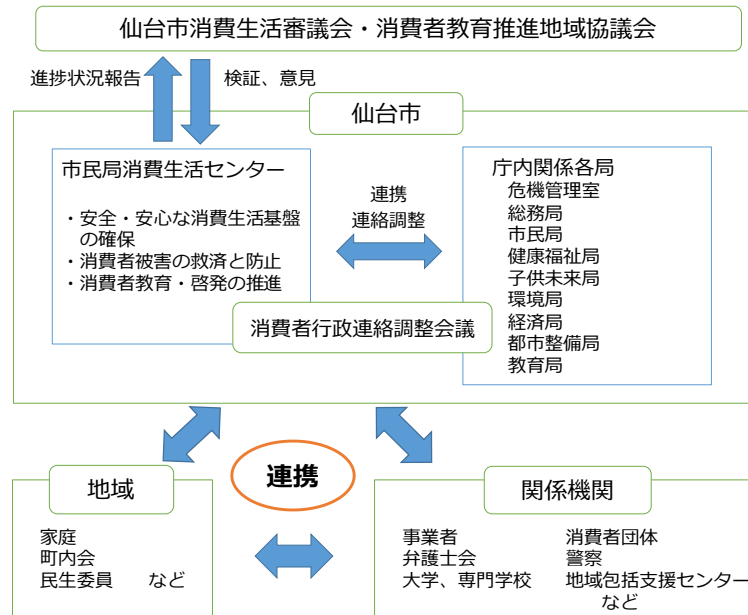 仙台市消費生活審議会・消費者教育推進地域協議会
進捗状況報告
検証、意見
仙台市
市民局消費生活センター
・安全・安心な消費生活基盤
の確保
・消費者被害の救済と防止
・消費者教育・啓発の推進
連携
連絡調整
庁内関係各局
危機管理室
総務局
市民局
健康福祉局
子供未来局
環境局
経済局
都市整備局
教育局
消費者行政連絡調整会議
連携
地域
家庭
町内会
民生委員　など
関係機関
事業者　消費者団体
弁護士会　警察
大学、専門学校　地域包括支援センター
など